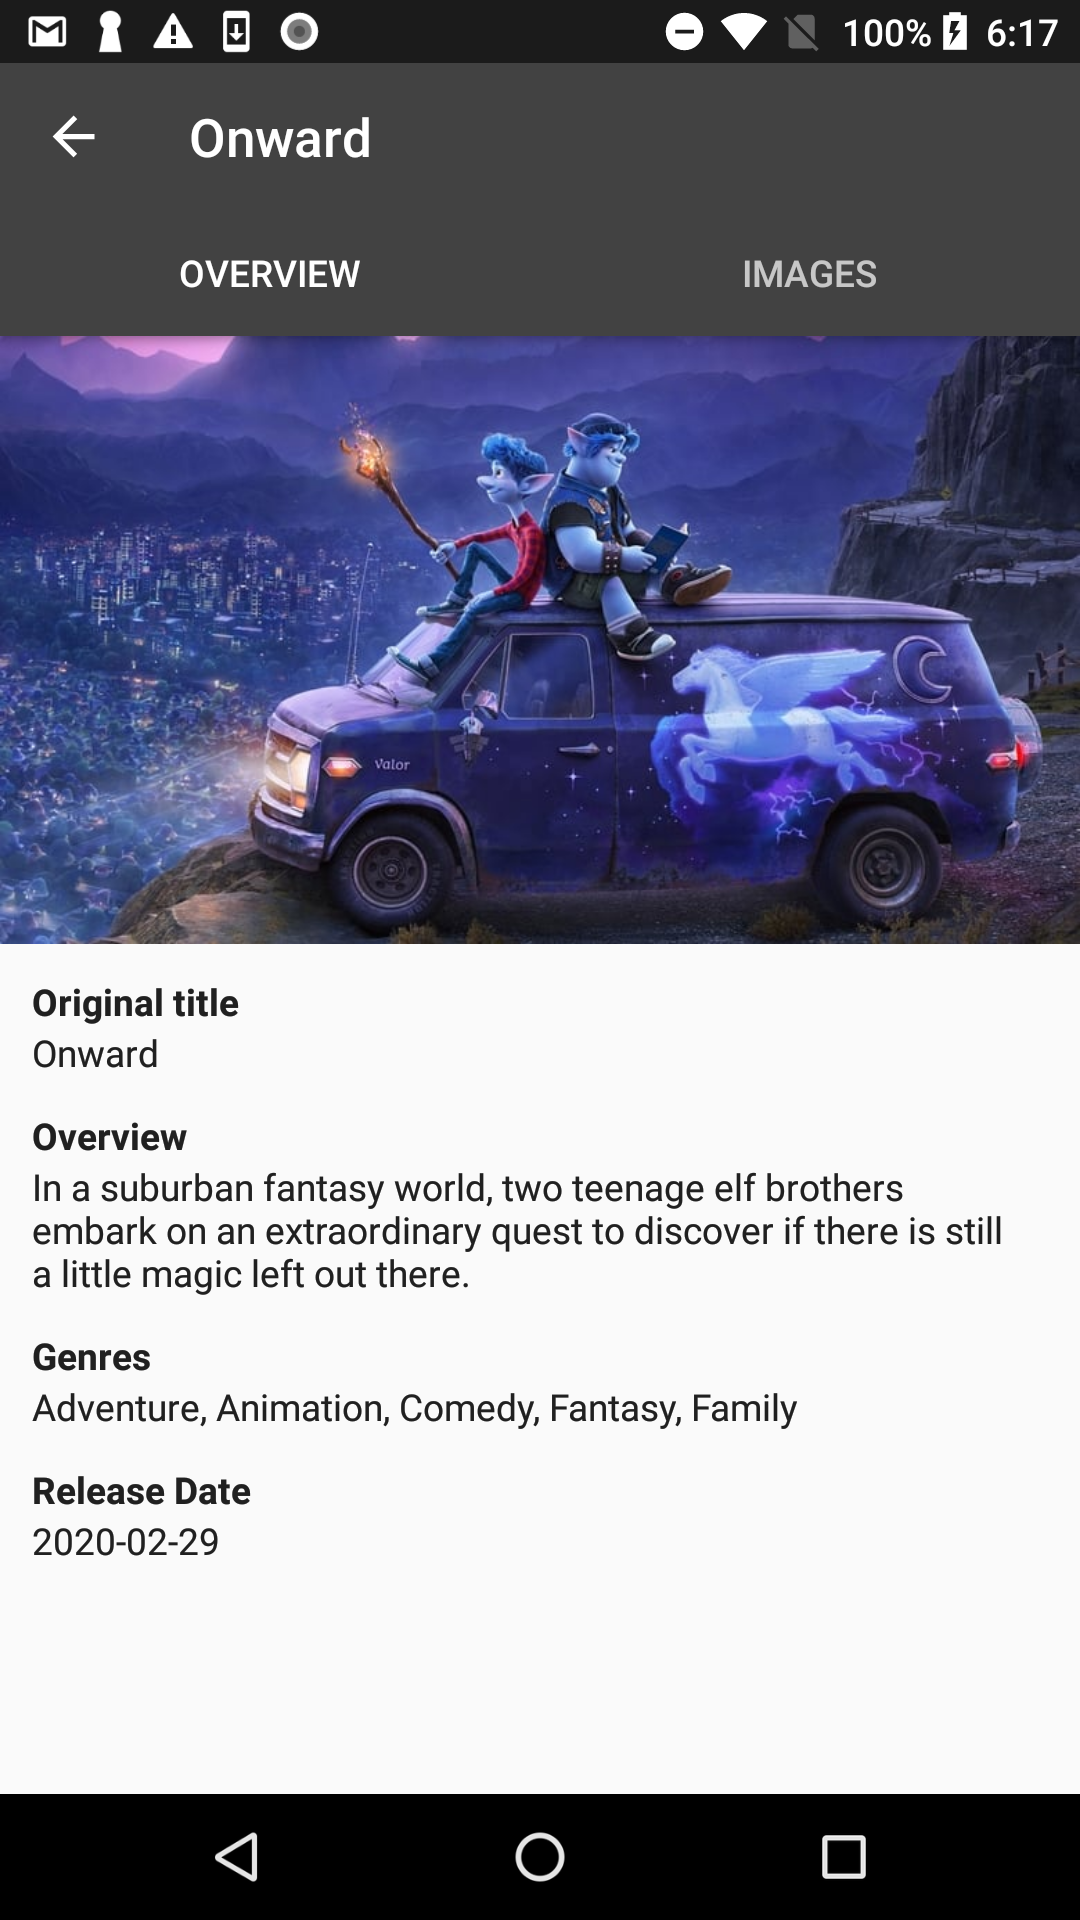 100% 6:17
Onward
OVERVIEW IMAGES
Valor
Original title
Onward
Overview
In a suburban fantasy world, two teenage elf brothers
embark on an extraordinary quest to discover if there is still
a little magic left out there.
Genres
Adventure, Animation, Comedy, Fantasy, Family
Release Date
2020-02-29